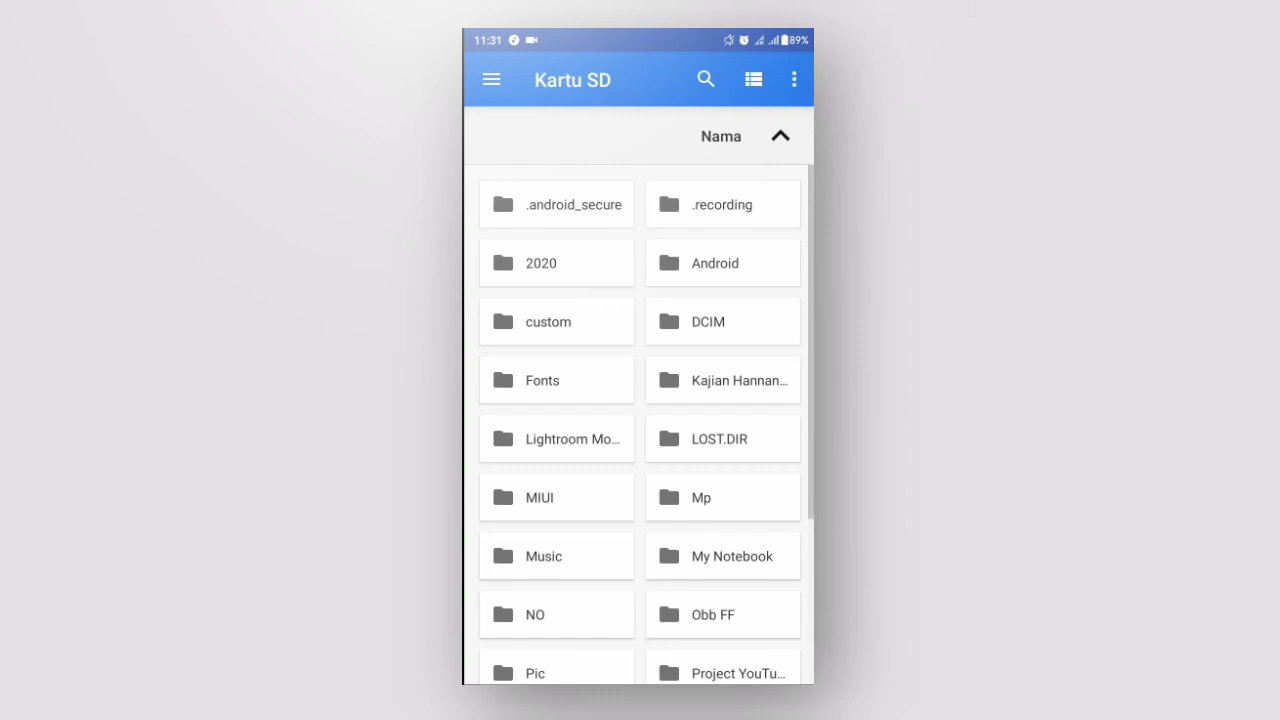 11:31
89%
Kartu SD
Nama
.android_secure
.recording
2020
Android
custom
DCIM
Fonts
Kajian Hannan...
Lightroom Mo...
LOST.DIR
MIUI
Mp
Music
My Notebook
NO
Obb FF
Pic
Project YouTu...